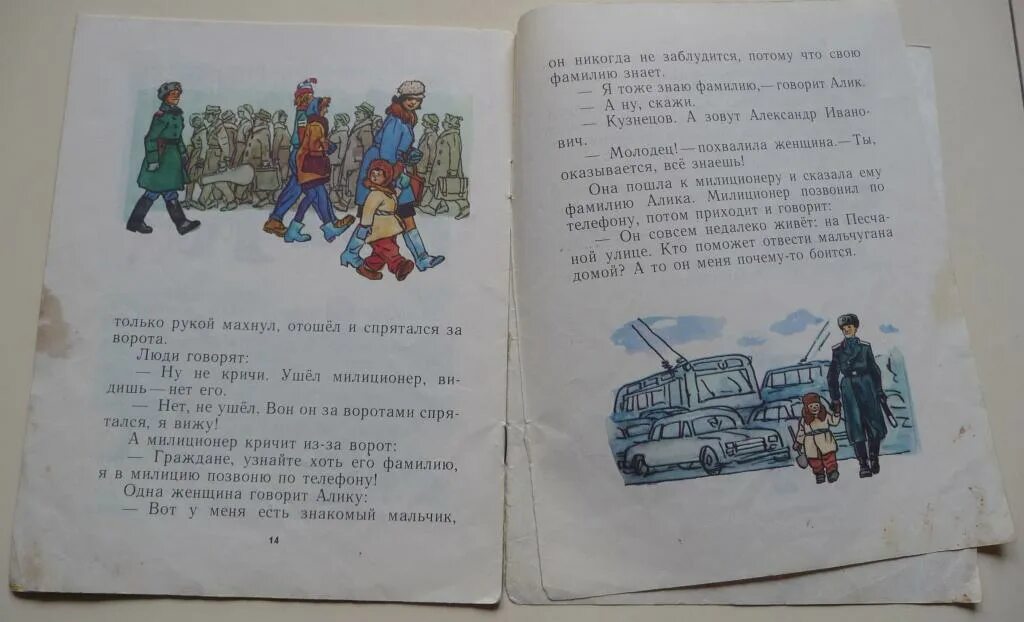 только рукой махнул, отошёл и спрятался за
ворота.
Люди говорят:
— Ну не кричи. Ушёл милиционер, ви-
дишь — нет его.
— Нет, не ушёл. Вон он за воротами спря-
тался, я вижу!
А милиционер кричит из-за ворот:
— Граждане, узнайте хоть его фамилию,
я в милицию позвоню по телефону!
Одна женщина говорит Алику:
— Вот у меня есть знакомый мальчик,
14
он никогда не заблудится, потому что свою
фамилию знает.
— Я тоже знаю фамилию,— говорит Алик.
— А ну, скажи.
— Кузнецов. А зовут Александр Ивано-
вич.
— Молодец! — похвалила женщина.— Ты,
оказывается, всё знаешь!
Она пошла к милиционеру и сказала ему
фамилию Алика. Милиционер позвонил по
телефону, потом приходит и говорит:
— Он совсем недалеко живёт: на Песча-
ной улице. Кто поможет отвести мальчугана
домой? А то он меня почему-то боится.